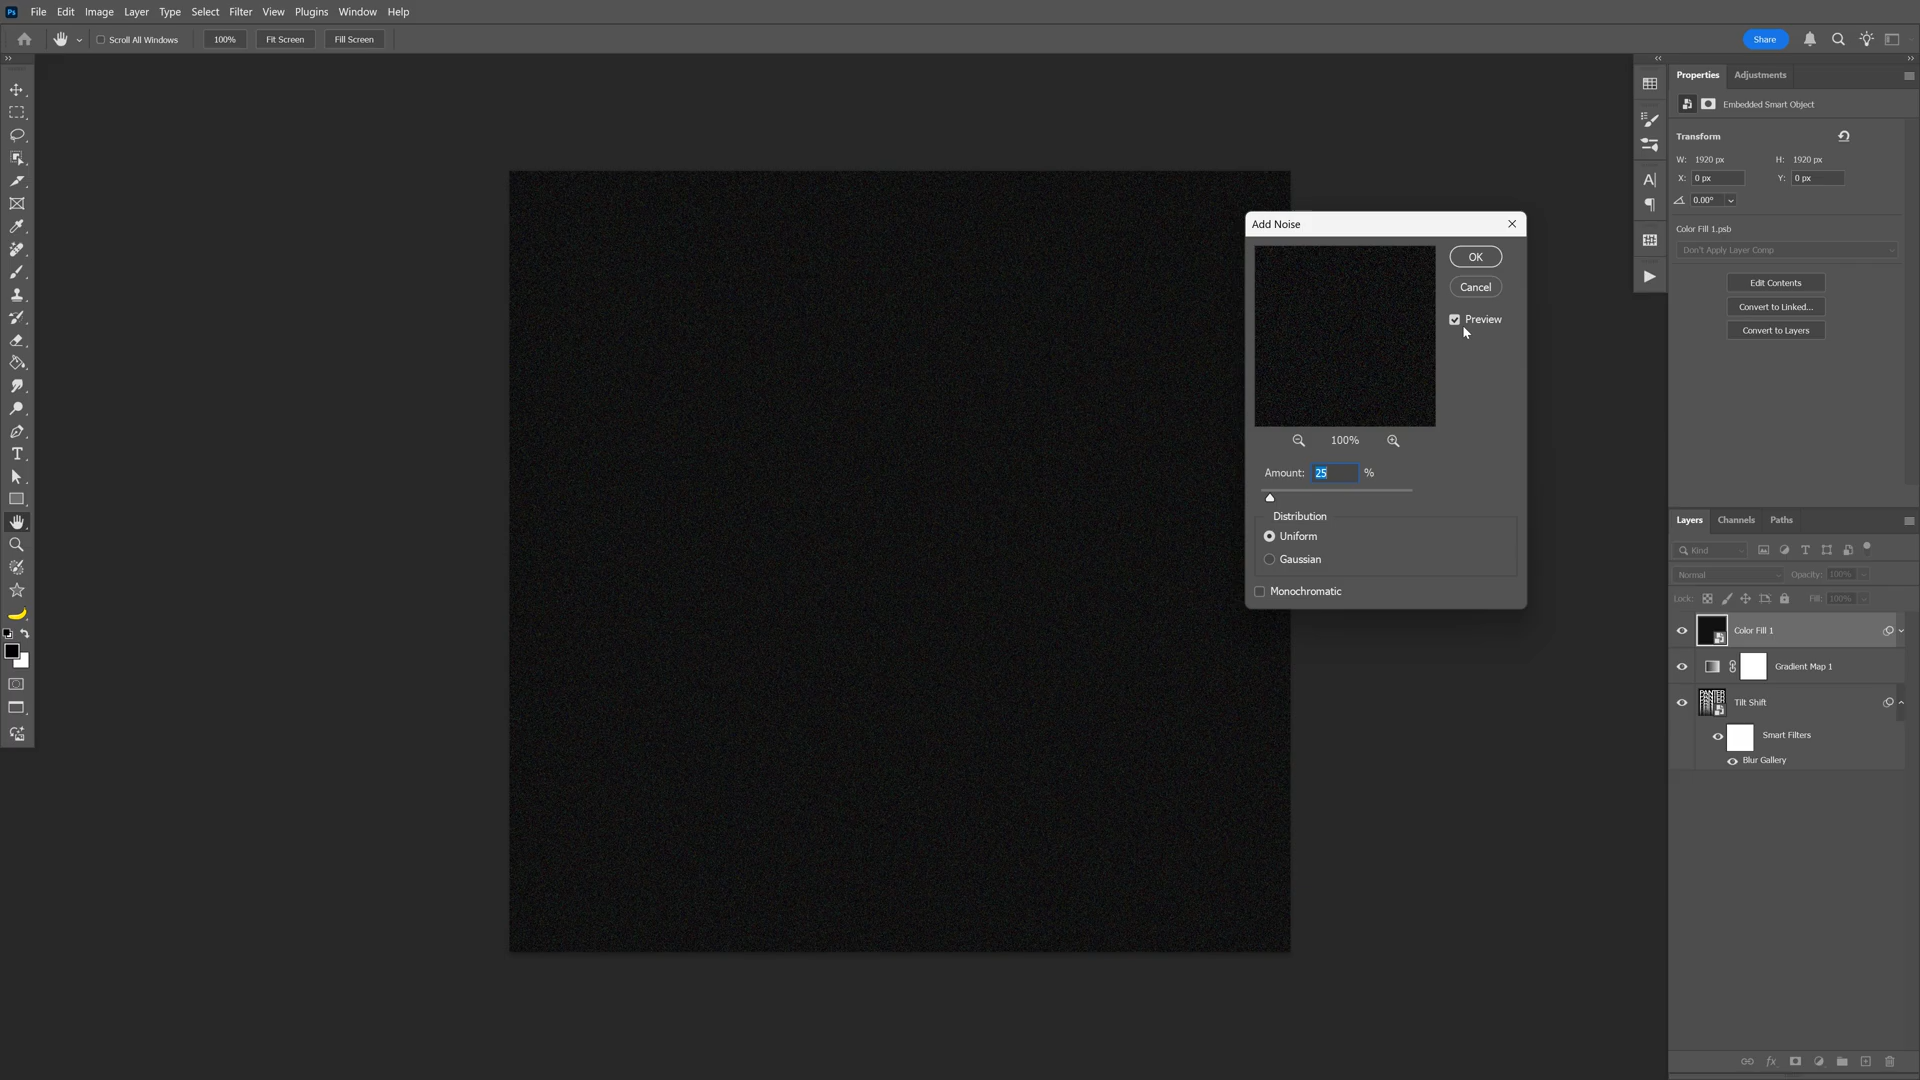 Ps File Edit Image Layer Type Select Filter View Plugins Window Help
Scroll All Windows 100% Fit Screen Fill Screen Share
Properties Adjustments
Embedded Smart Object
Transform
W: 1920 px H: 1920 px
X: 0 px Y: 0 px
0.00°
Color Fill 1.psb
Don't Apply Layer Comp
Edit Contents
Convert to Linked...
Convert to Layers
Add Noise
OK
Cancel
Preview
100%
Amount: 25 %
Distribution
Uniform
Gaussian
Monochromatic
Layers Channels Paths
Kind
Normal Opacity: 100%
Lock: Fill: 100%
Color Fill 1
Gradient Map 1
PANTER
Tilt Shift
Smart Filters
Blur Gallery